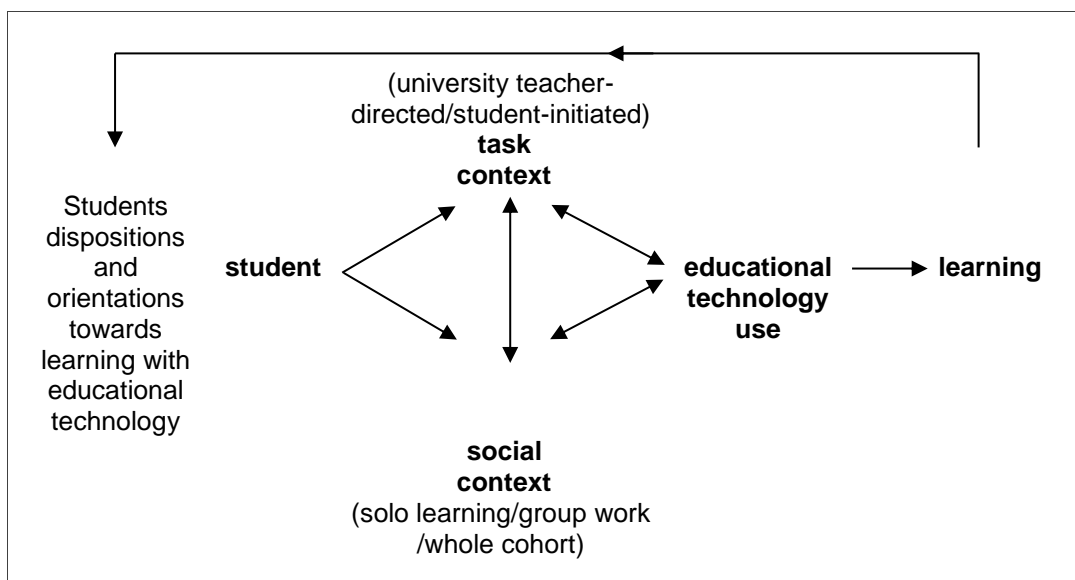 (university teacher-
directed/student-initiated)
task
context
Students
dispositions
and
orientations
towards
learning with
educational
technology
student
educational
technology
use
learning
social
context
(solo learning/group work
/whole cohort)